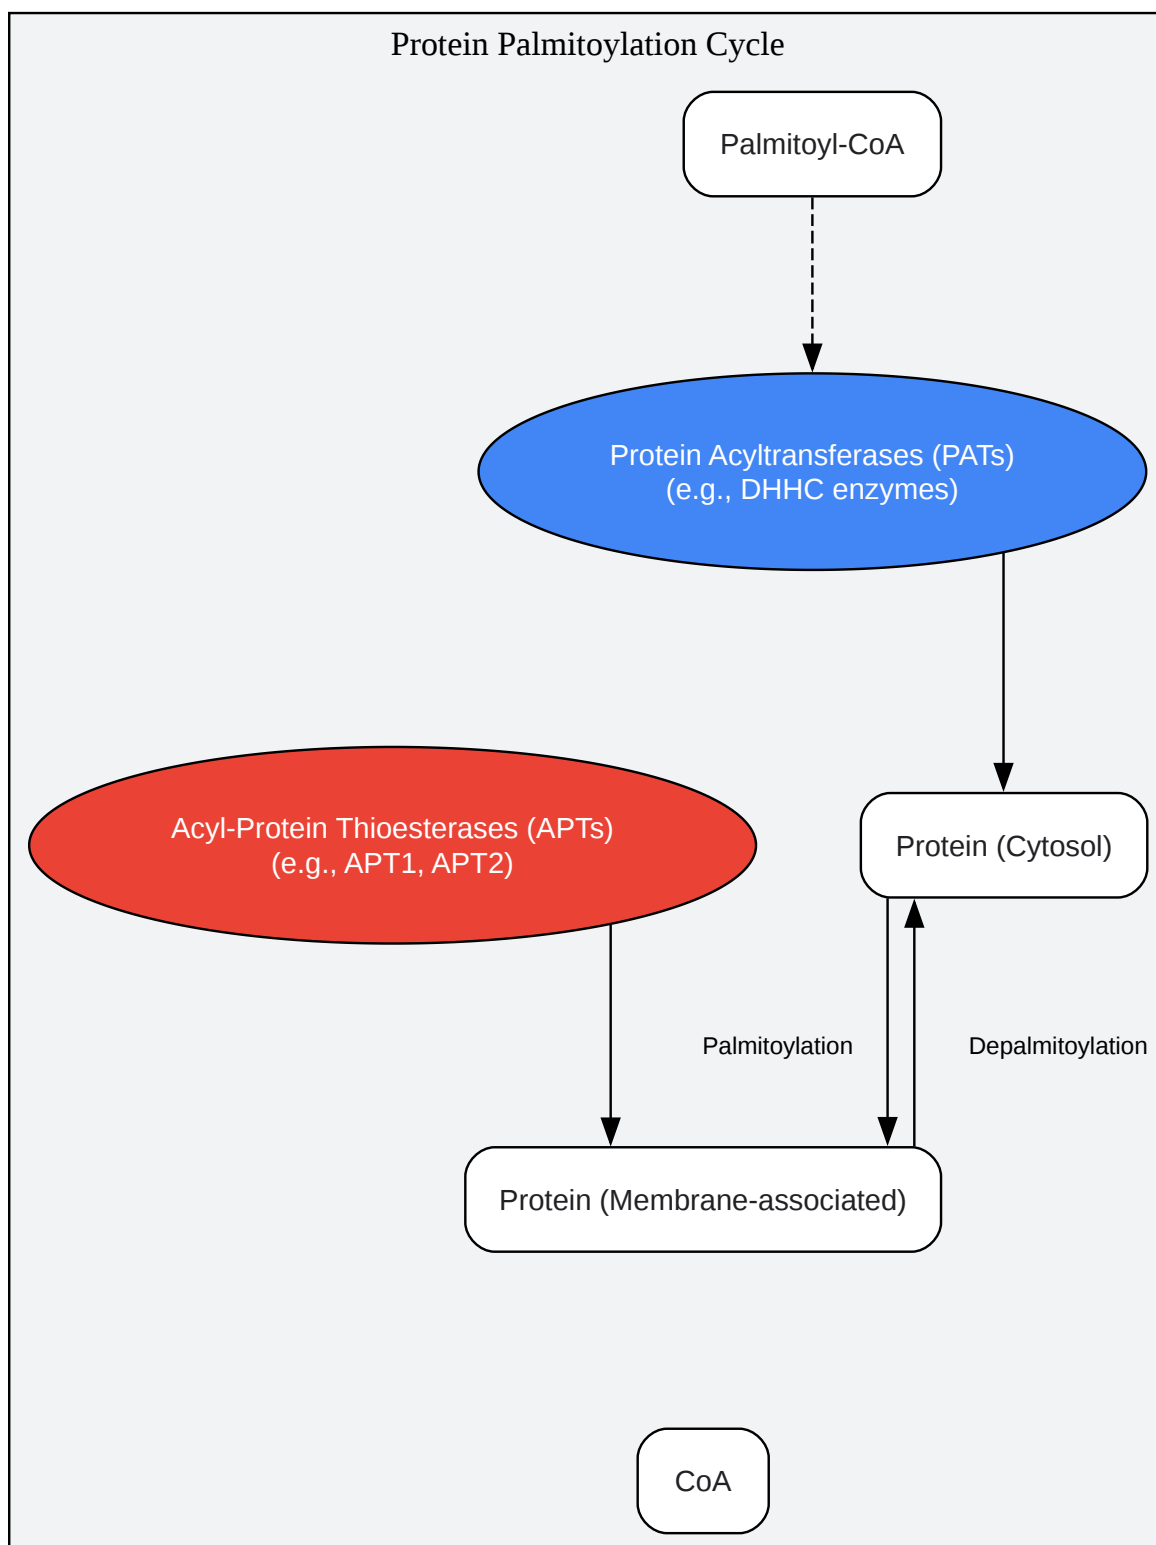 Protein Palmitoylation Cycle
Palmitoyl-CoA
Protein Acyltransferases (PATs)
(e.g., DHHC enzymes)
Acyl-Protein Thioesterases (APTs)
(e.g., APT1, APT2)
Protein (Cytosol)
Palmitoylation
Depalmitoylation
Protein (Membrane-associated)
CoA